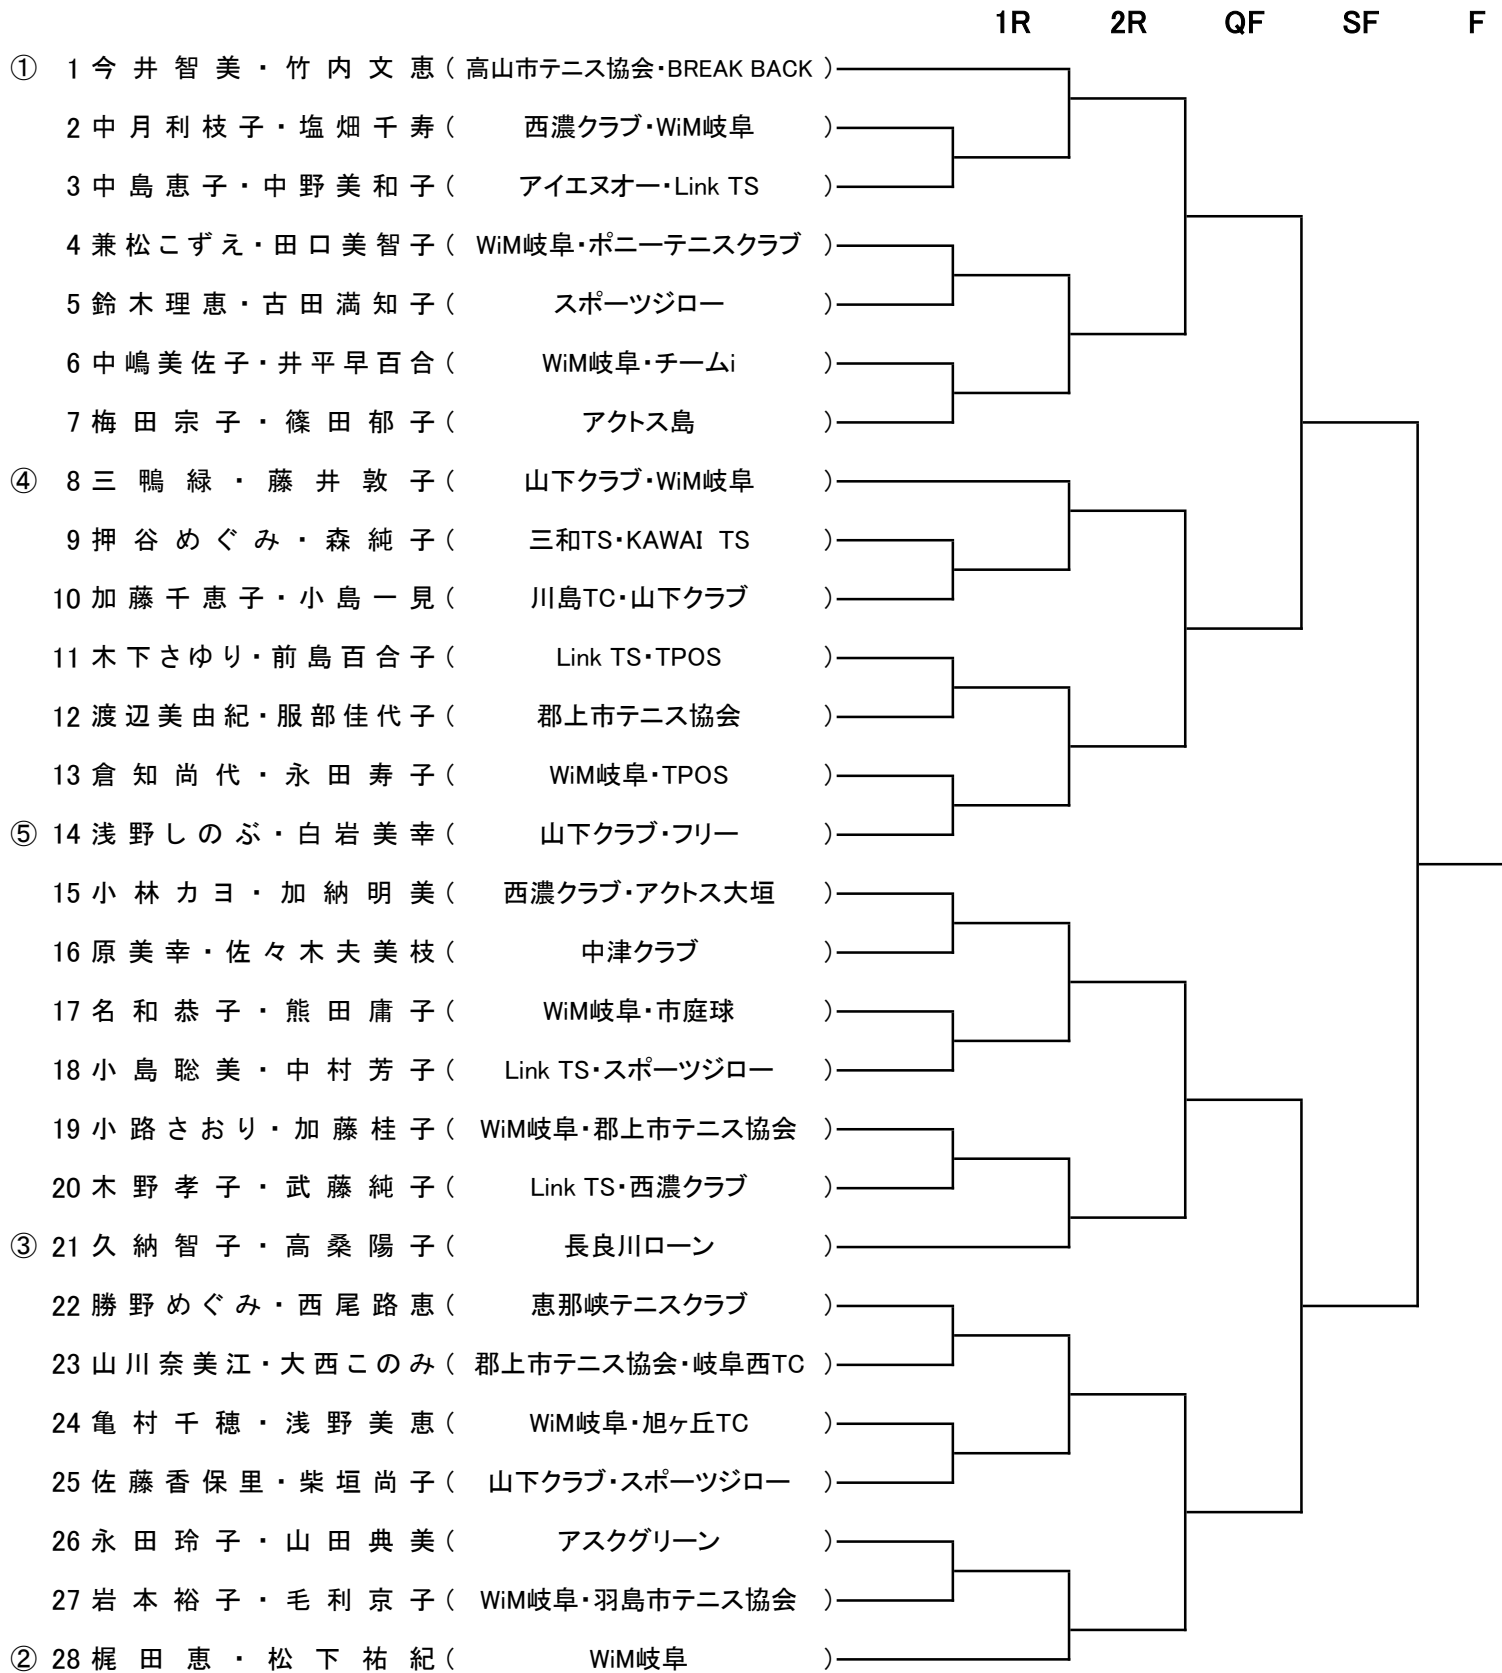 1R 2R QF SF F
① 1 今井智美・竹内文恵 ( 高山市テニス協会・BREAK BACK )
2 中月利枝子・塩畑千寿 ( 西濃クラブ・WiM岐阜 )
3 中島恵子・中野美和子 ( アイエヌオー・Link TS )
4 兼松こずえ・田口美智子 ( WiM岐阜・ポニーテニスクラブ )
5 鈴木理恵・古田満知子 ( スポーツジロー )
6 中嶋美佐子・井平早百合 ( WiM岐阜・チームi )
7 梅田宗子・篠田郁子 ( アクトス島 )
④ 8 三鴨緑・藤井敦子 ( 山下クラブ・WiM岐阜 )
9 押谷めぐみ・森純子 ( 三和TS・KAWAI TS )
10 加藤千恵子・小島一見 ( 川島TC・山下クラブ )
11 木下さゆり・前島百合子 ( Link TS・TPOS )
12 渡辺美由紀・服部佳代子 ( 郡上市テニス協会 )
13 倉知尚代・永田寿子 ( WiM岐阜・TPOS )
⑤ 14 浅野しのぶ・白岩美幸 ( 山下クラブ・フリー )
15 小林カヨ・加納明美 ( 西濃クラブ・アクトス大垣 )
16 原美幸・佐々木夫美枝 ( 中津クラブ )
17 名和恭子・熊田庸子 ( WiM岐阜・市庭球 )
18 小島聡美・中村芳子 ( Link TS・スポーツジロー )
19 小路さおり・加藤桂子 ( WiM岐阜・郡上市テニス協会 )
20 木野孝子・武藤純子 ( Link TS・西濃クラブ )
③ 21 久納智子・高桑陽子 ( 長良川ローン )
22 勝野めぐみ・西尾路恵 ( 恵那峡テニスクラブ )
23 山川奈美江・大西このみ ( 郡上市テニス協会・岐阜西TC )
24 亀村千穂・浅野美恵 ( WiM岐阜・旭ヶ丘TC )
25 佐藤香保里・柴垣尚子 ( 山下クラブ・スポーツジロー )
26 永田玲子・山田典美 ( アスクグリーン )
27 岩本裕子・毛利京子 ( WiM岐阜・羽島市テニス協会 )
② 28 梶田恵・松下祐紀 ( WiM岐阜 )